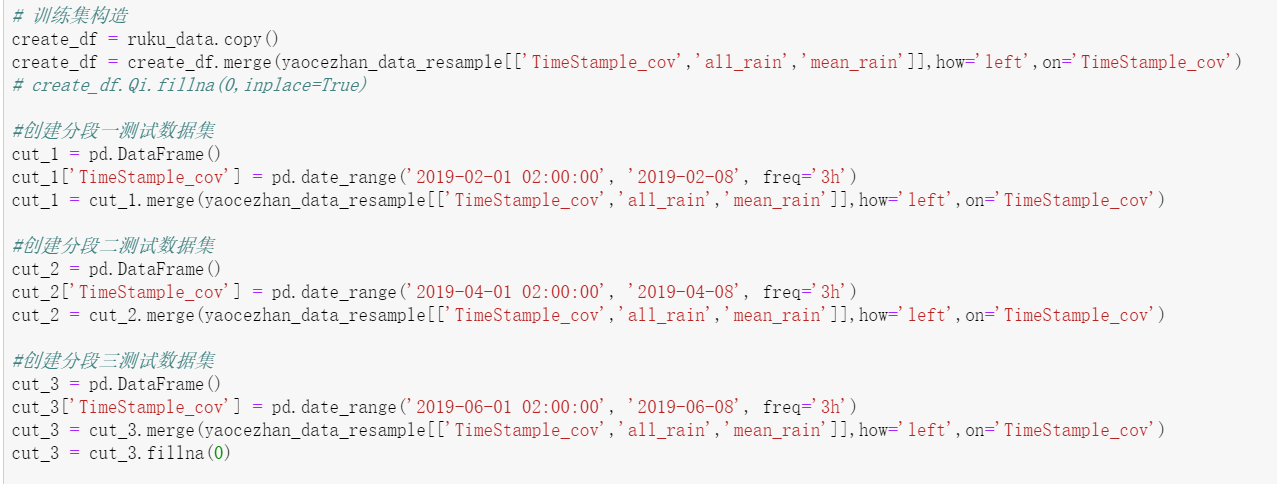 # 训练集构造
create_df = ruku_data.copy()
create_df = create_df.merge(yaocezhan_data_resample[['TimeStample_cov','all_rain','mean_rain']],how='left',on='TimeStample_cov')
# create_df.Qi.fillna(0,inplace=True)
#创建分段一测试数据集
cut_1 = pd.DataFrame()
cut_1['TimeStample_cov'] = pd.date_range('2019-02-01 02:00:00', '2019-02-08', freq='3h')
cut_1 = cut_1.merge(yaocezhan_data_resample[['TimeStample_cov','all_rain','mean_rain']],how='left',on='TimeStample_cov')
#创建分段二测试数据集
cut_2 = pd.DataFrame()
cut_2['TimeStample_cov'] = pd.date_range('2019-04-01 02:00:00', '2019-04-08', freq='3h')
cut_2 = cut_2.merge(yaocezhan_data_resample[['TimeStample_cov','all_rain','mean_rain']],how='left',on='TimeStample_cov')
#创建分段三测试数据集
cut_3 = pd.DataFrame()
cut_3['TimeStample_cov'] = pd.date_range('2019-06-01 02:00:00', '2019-06-08', freq='3h')
cut_3 = cut_3.merge(yaocezhan_data_resample[['TimeStample_cov','all_rain','mean_rain']],how='left',on='TimeStample_cov')
cut_3 = cut_3.fillna(0)